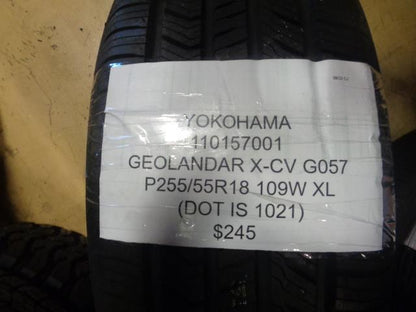 YOKOHAMA
110157001
GEOLANDAR X-CV G057
P255/55R18 109W XL
(DOT IS 1021)
$245